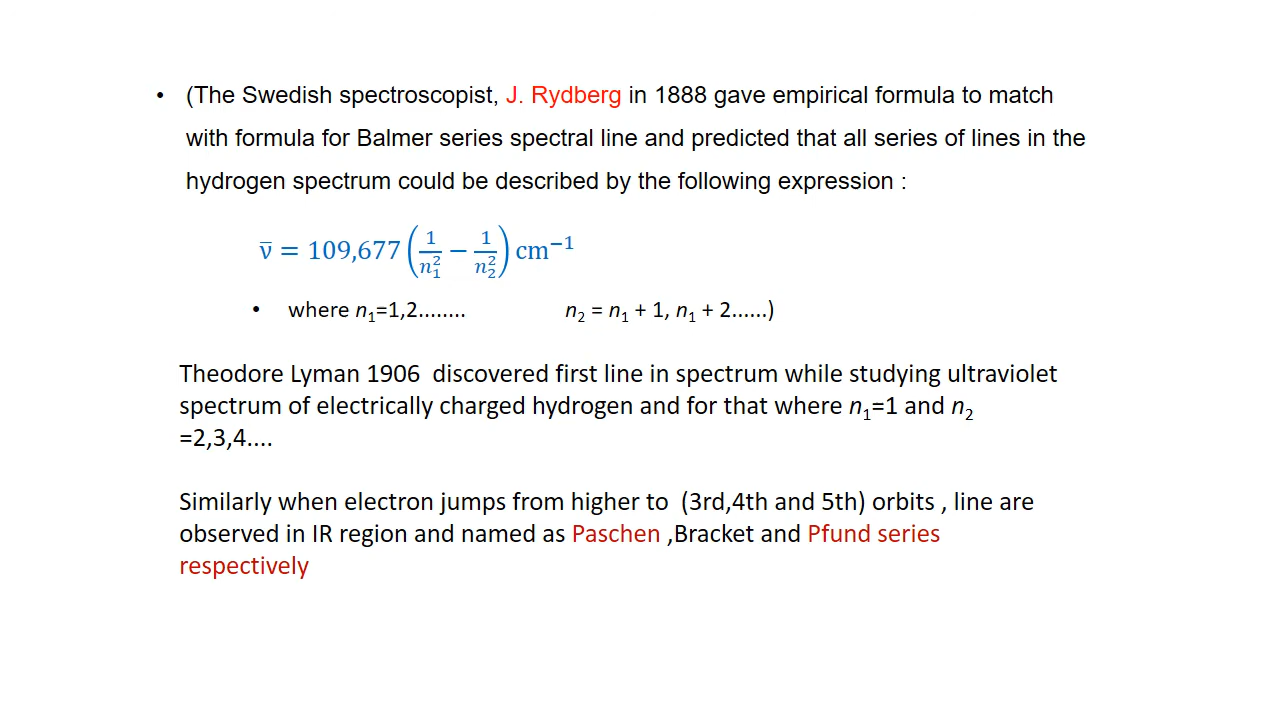 • (The Swedish spectroscopist, J. Rydberg in 1888 gave empirical formula to match
with formula for Balmer series spectral line and predicted that all series of lines in the
hydrogen spectrum could be described by the following expression :
ν̅ = 109,677 (1/n₁² − 1/n₂²) cm⁻¹
• where n₁=1,2........ n₂ = n₁ + 1, n₁ + 2......)
Theodore Lyman 1906 discovered first line in spectrum while studying ultraviolet
spectrum of electrically charged hydrogen and for that where n₁=1 and n₂
=2,3,4....
Similarly when electron jumps from higher to (3rd,4th and 5th) orbits , line are
observed in IR region and named as Paschen ,Bracket and Pfund series
respectively